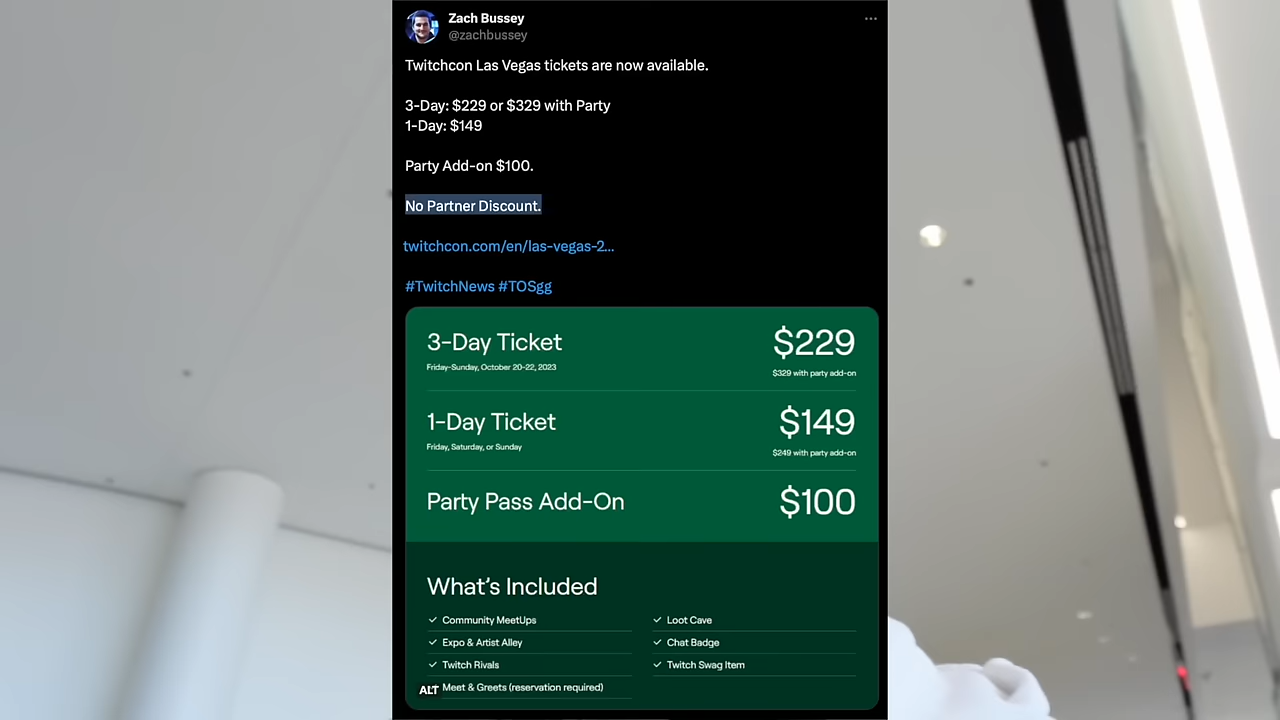 Zach Bussey
@zachbussey
Twitchcon Las Vegas tickets are now available.
3-Day: $229 or $329 with Party
1-Day: $149
Party Add-on $100.
No Partner Discount.
twitchcon.com/en/las-vegas-2...
#TwitchNews #TOSgg
3-Day Ticket $229
Friday-Sunday, October 20-22, 2023 $329 with party add-on
1-Day Ticket $149
Friday, Saturday, or Sunday $249 with party add-on
Party Pass Add-On $100
What's Included
Community MeetUps Loot Cave
Expo & Artist Alley Chat Badge
Twitch Rivals Twitch Swag Item
ALT Meet & Greets (reservation required)